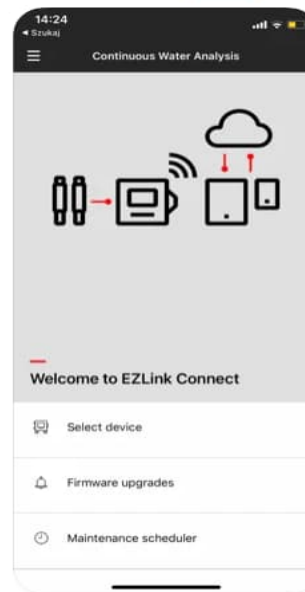 14:24
◀ Szukaj
Continuous Water Analysis
Welcome to EZLink Connect
Select device
Firmware upgrades
Maintenance scheduler